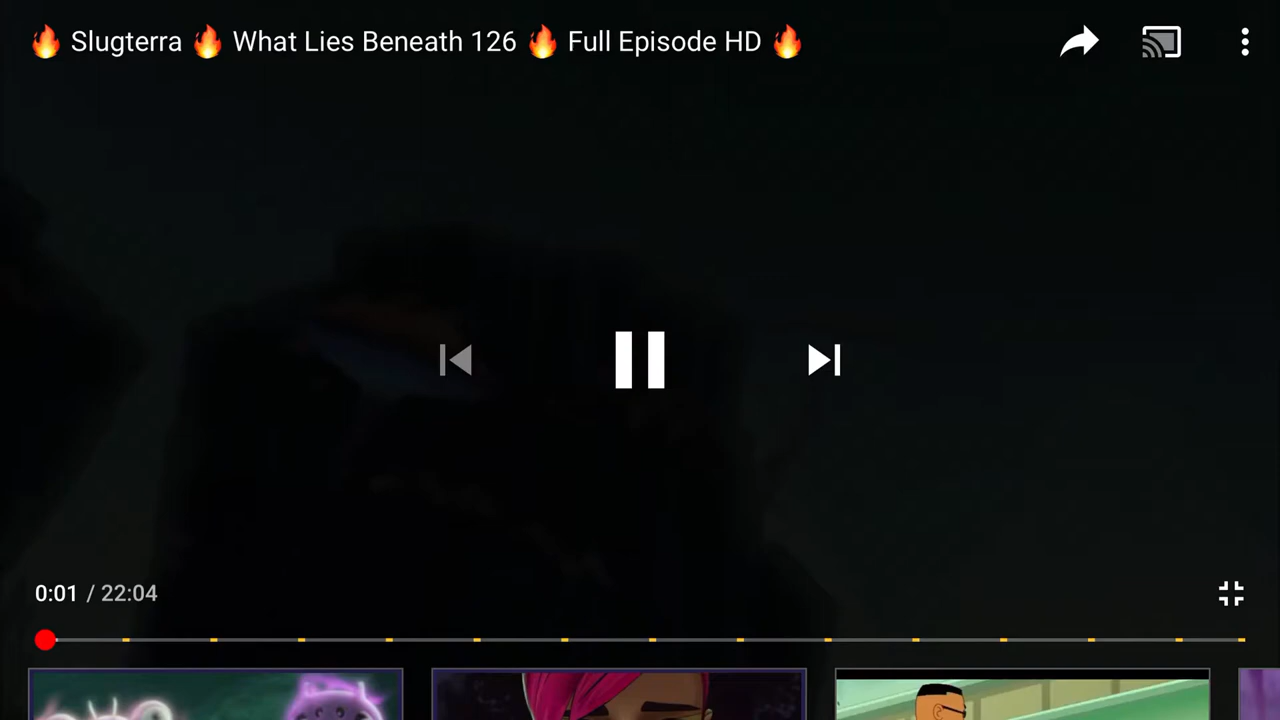 🔥 Slugterra 🔥 What Lies Beneath 126 🔥 Full Episode HD 🔥
0:01 / 22:04